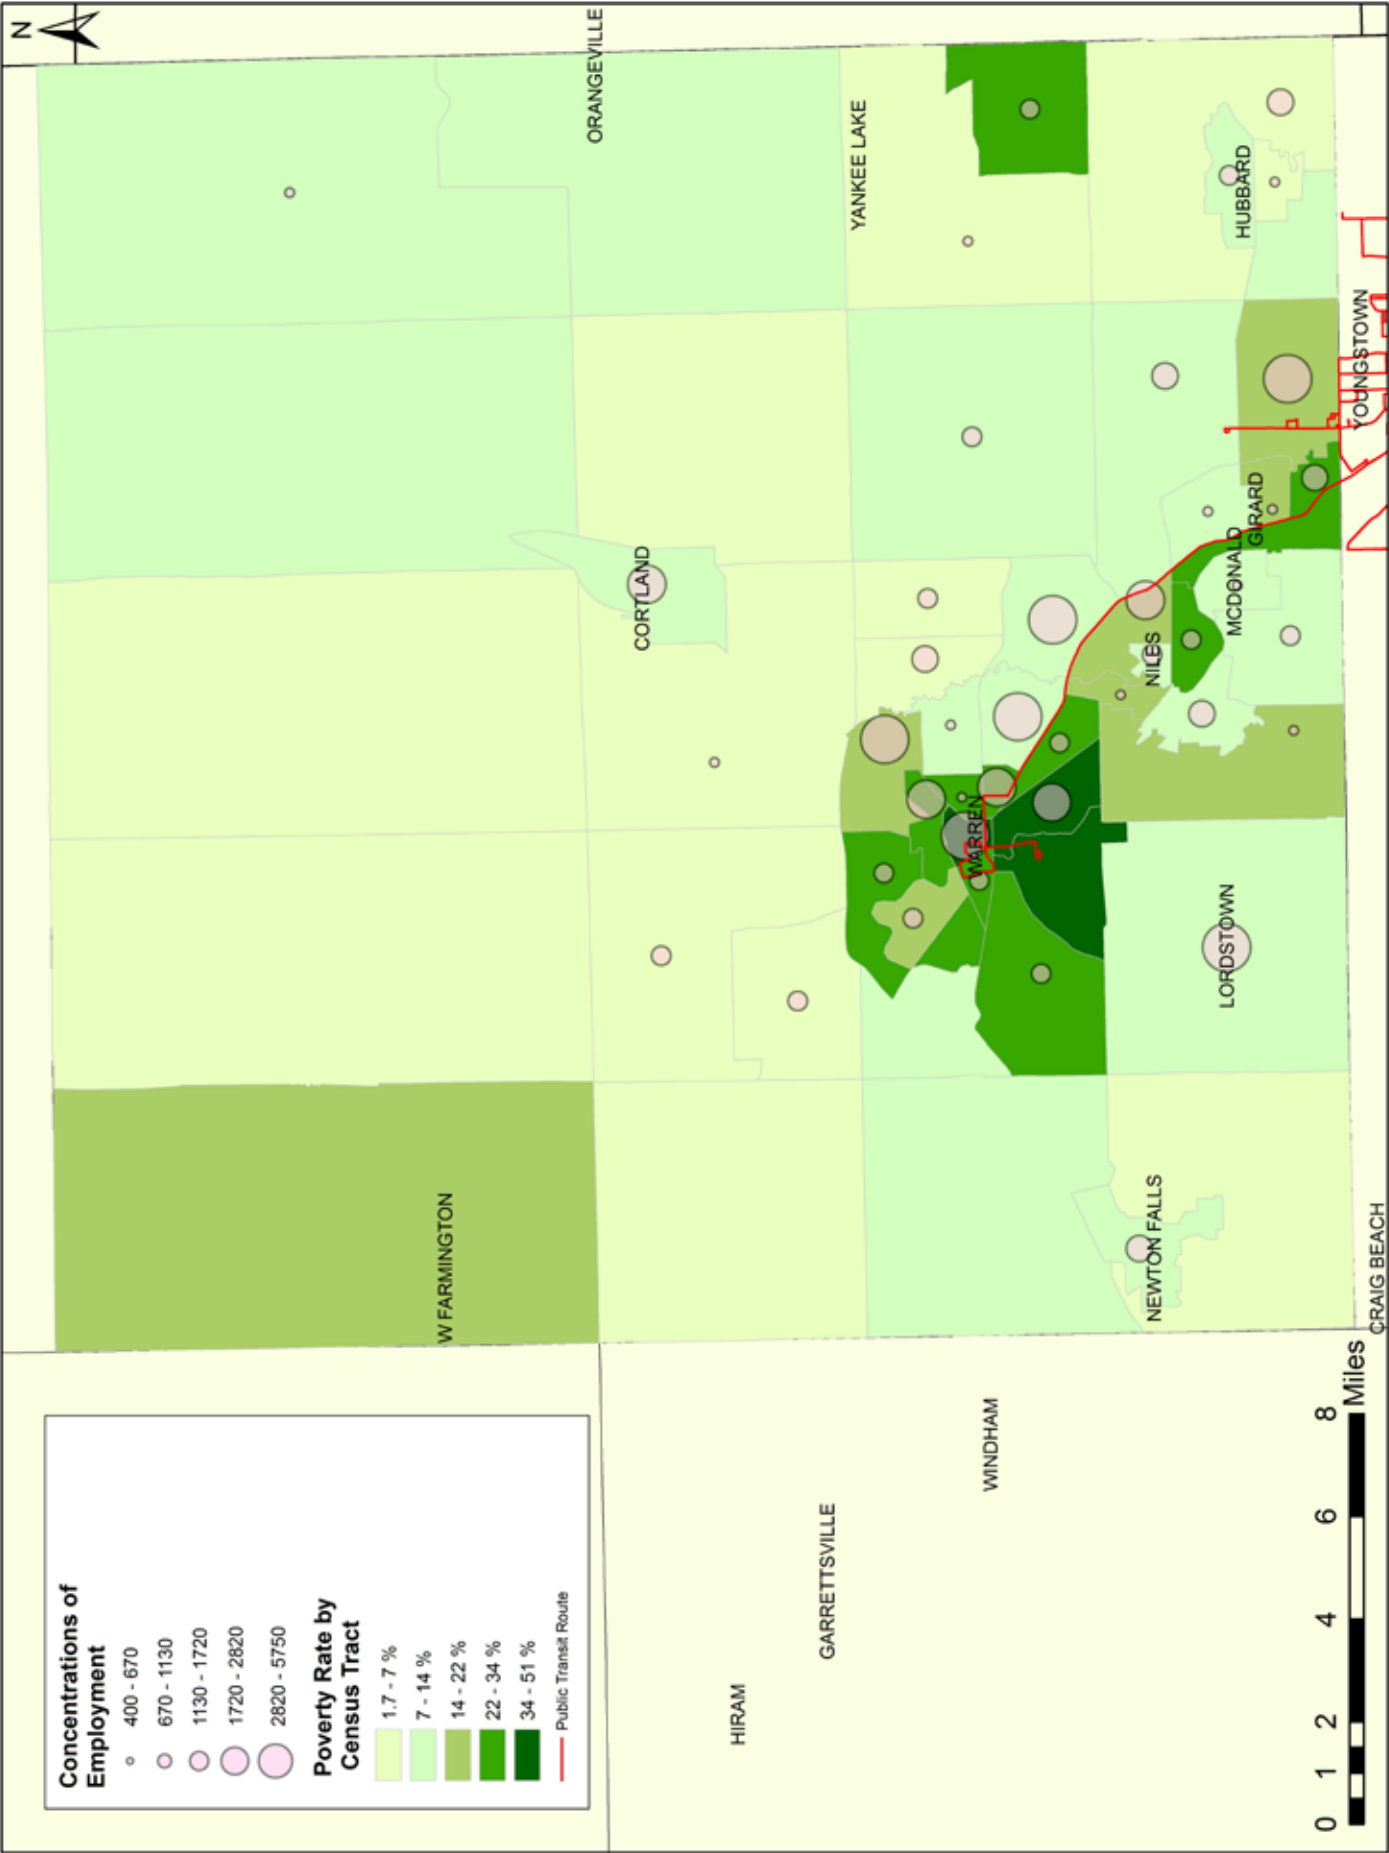 N
Concentrations of
Employment
400 - 670
670 - 1130
1130 - 1720
1720 - 2820
2820 - 5750
Poverty Rate by
Census Tract
1.7 - 7 %
7 - 14 %
14 - 22 %
22 - 34 %
34 - 51 %
Public Transit Route
W FARMINGTON
ORANGEVILLE
CORTLAND
HIRAM
GARRETTSVILLE
YANKEE LAKE
WINDHAM
WARREN
NEWTON FALLS
NILES
LORDSTOWN
MCDONALD
HUBBARD
GIRARD
YOUNGSTOWN
CRAIG BEACH
0 1 2 4 6 8
Miles